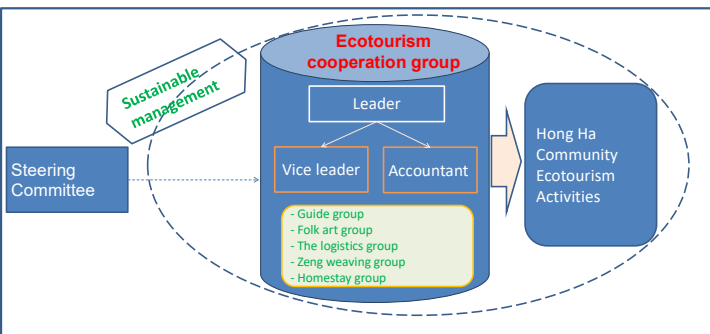 Ecotourism
cooperation group
Sustainable
management
Leader
Steering
Committee
Vice leader
Accountant
Hong Ha
Community
Ecotourism
Activities
- Guide group
- Folk art group
- The logistics group
- Zeng weaving group
- Homestay group